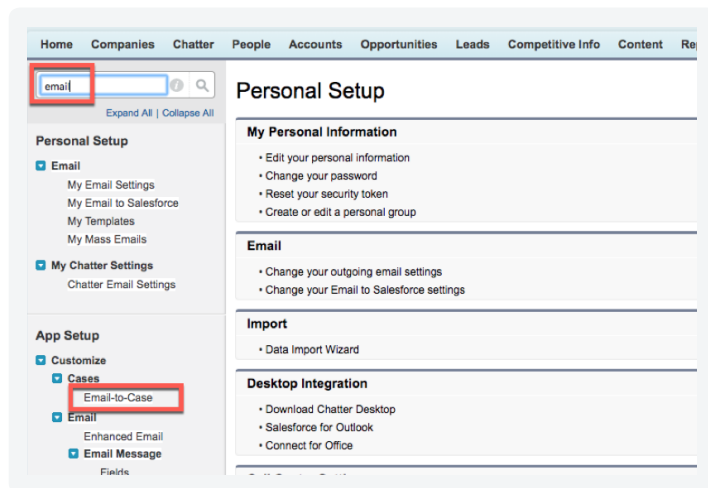 Home Companies Chatter People Accounts Opportunities Leads Competitive Info Content
email
Expand All | Collapse All
Personal Setup
Email
My Email Settings
My Email to Salesforce
My Templates
My Mass Emails
My Chatter Settings
Chatter Email Settings
App Setup
Customize
Cases
Email-to-Case
Email
Enhanced Email
Email Message
Fields
Personal Setup
My Personal Information
• Edit your personal information
• Change your password
• Reset your security token
• Create or edit a personal group
Email
• Change your outgoing email settings
• Change your Email to Salesforce settings
Import
• Data Import Wizard
Desktop Integration
• Download Chatter Desktop
• Salesforce for Outlook
• Connect for Office